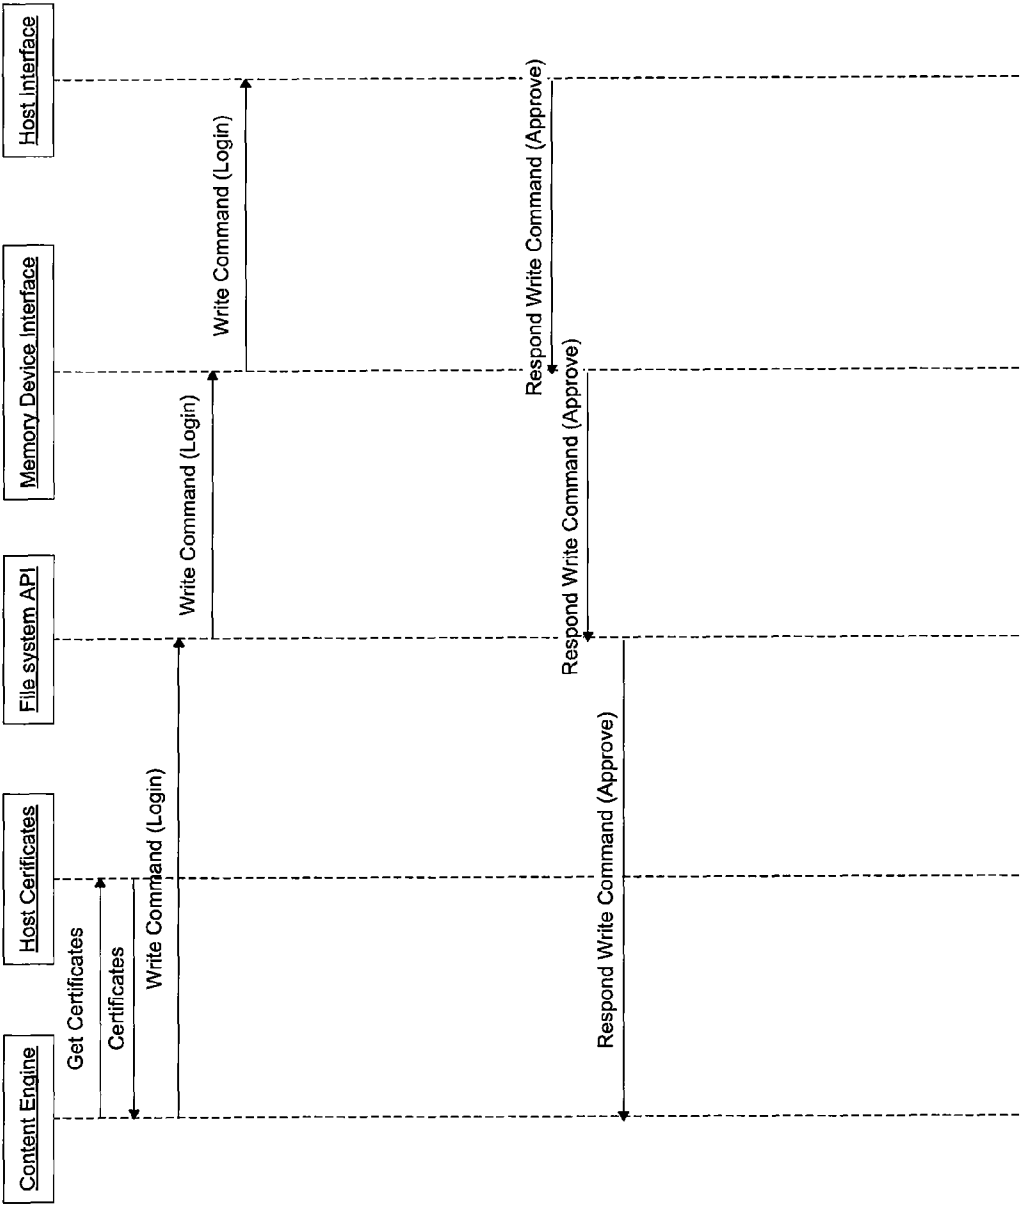 Content Engine
Host Cerificates
File system API
Memory Device Interface
Host Interface
Get Certificates
Certificates
Write Command (Login)
Write Command (Login)
Write Command (Login)
Respond Write Command (Approve)
Respond Write Command (Approve)
Respond Write Command (Approve)